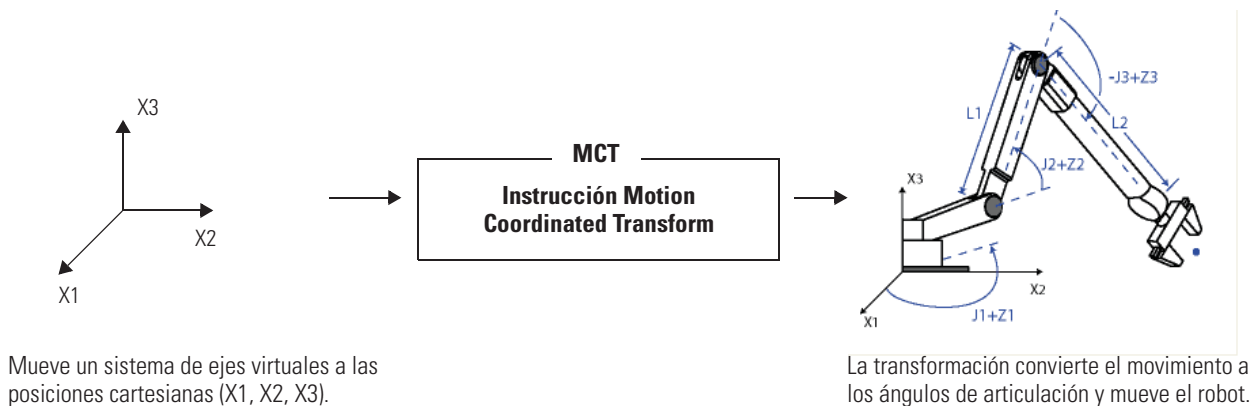 X3
X2
X1
MCT
Instrucción Motion
Coordinated Transform
-J3+Z3
L1
L2
J2+Z2
X3
X2
X1
J1+Z1
Mueve un sistema de ejes virtuales a las
posiciones cartesianas (X1, X2, X3).
La transformación convierte el movimiento a
los ángulos de articulación y mueve el robot.